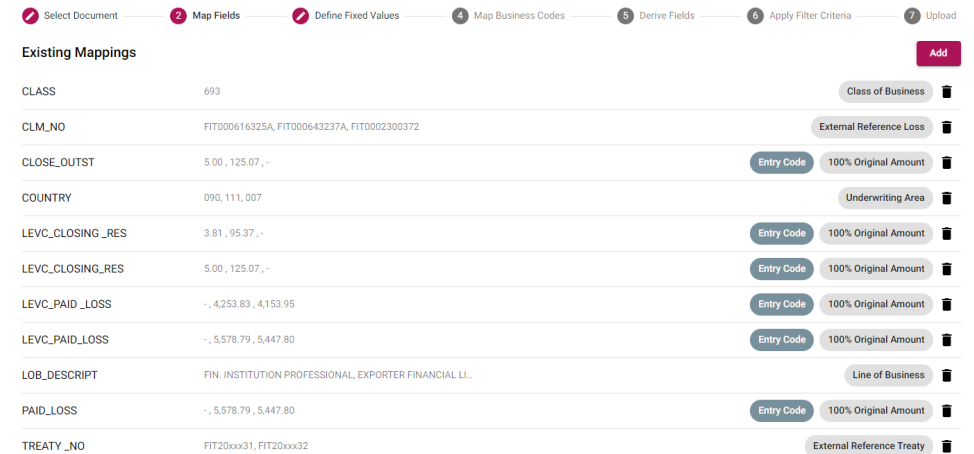 Select Document 2 Map Fields Define Fixed Values 4 Map Business Codes 5 Derive Fields 6 Apply Filter Criteria 7 Upload
Existing Mappings Add
CLASS 693 Class of Business
CLM_NO FIT000616325A, FIT000643237A, FIT0002300372 External Reference Loss
CLOSE_OUTST 5.00 , 125.07 , - Entry Code 100% Original Amount
COUNTRY 090, 111, 007 Underwriting Area
LEVC_CLOSING _RES 3.81 , 95.37 , - Entry Code 100% Original Amount
LEVC_CLOSING_RES 5.00 , 125.07 , - Entry Code 100% Original Amount
LEVC_PAID _LOSS - , 4,253.83 , 4,153.95 Entry Code 100% Original Amount
LEVC_PAID_LOSS - , 5,578.79 , 5,447.80 Entry Code 100% Original Amount
LOB_DESCRIPT FIN. INSTITUTION PROFESSIONAL, EXPORTER FINANCIAL LI... Line of Business
PAID_LOSS - , 5,578.79 , 5,447.80 Entry Code 100% Original Amount
TREATY _NO FIT20xxx31, FIT20xxx32 External Reference Treaty